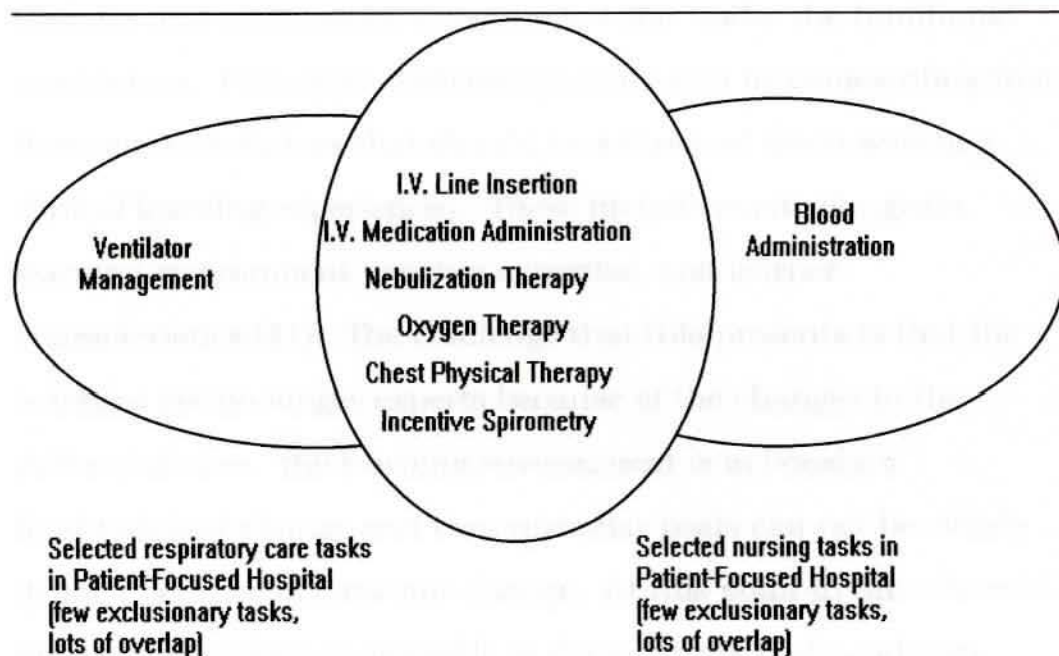 Ventilator
Management
I.V. Line Insertion
I.V. Medication Administration
Nebulization Therapy
Oxygen Therapy
Chest Physical Therapy
Incentive Spirometry
Blood
Administration
Selected respiratory care tasks
in Patient-Focused Hospital
(few exclusionary tasks,
lots of overlap)
Selected nursing tasks in
Patient-Focused Hospital
(few exclusionary tasks,
lots of overlap)